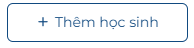 + Thêm học sinh